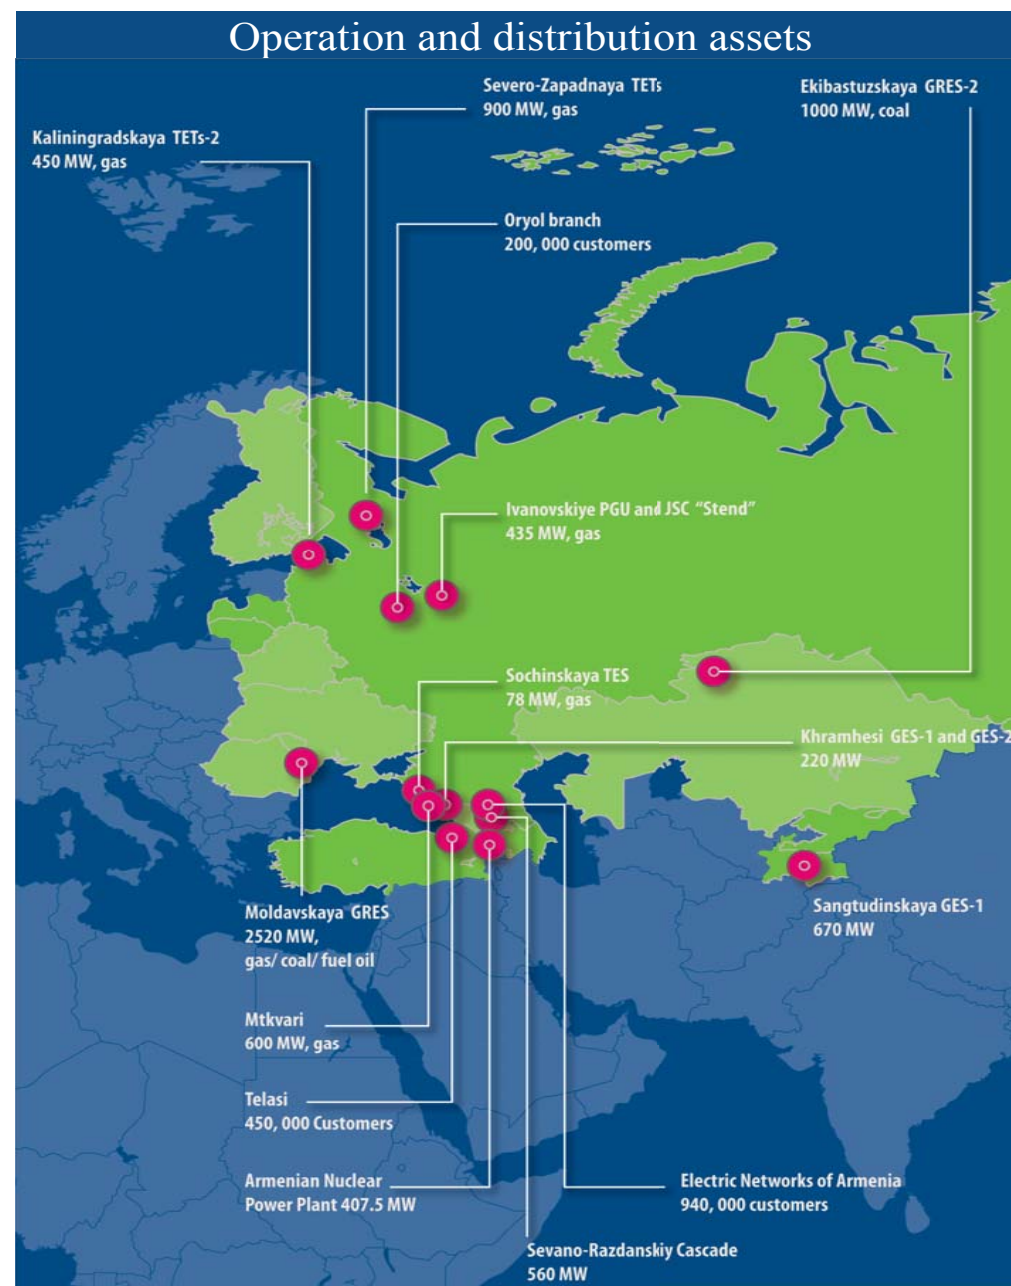 Operation and distribution assets
Severo-Zapadnaya TETs
900 MW, gas
Ekibastuzskaya GRES-2
1000 MW, coal
Kaliningradskaya TETs-2
450 MW, gas
Oryol branch
200, 000 customers
Ivanovskiye PGU and JSC "Stend"
435 MW, gas
Sochinskaya TES
78 MW, gas
Khramhesi GES-1 and GES-2
220 MW
Moldavskaya GRES
2520 MW,
gas/ coal/ fuel oil
Sangtudinskaya GES-1
670 MW
Mtkvari
600 MW, gas
Telasi
450, 000 Customers
Armenian Nuclear
Power Plant 407.5 MW
Electric Networks of Armenia
940, 000 customers
Sevano-Razdanskiy Cascade
560 MW